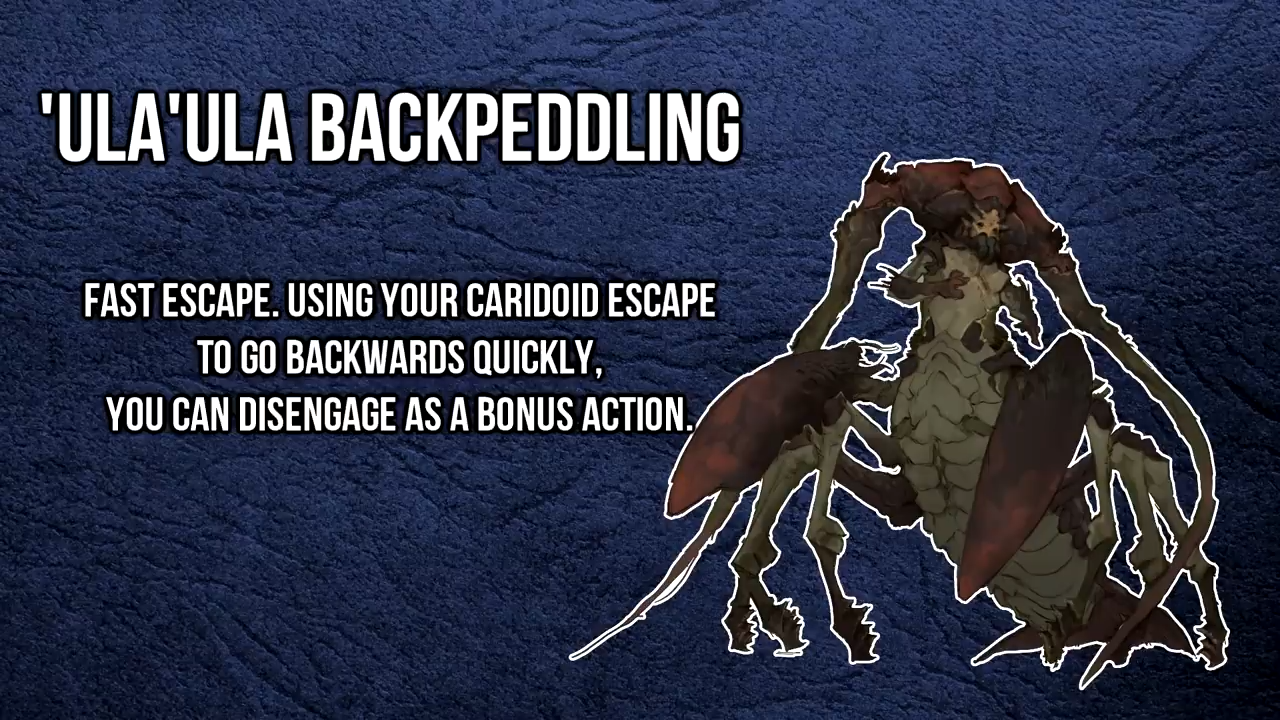 'ULA'ULA BACKPEDDLING
FAST ESCAPE. USING YOUR CARIDOID ESCAPE
TO GO BACKWARDS QUICKLY,
YOU CAN DISENGAGE AS A BONUS ACTION.